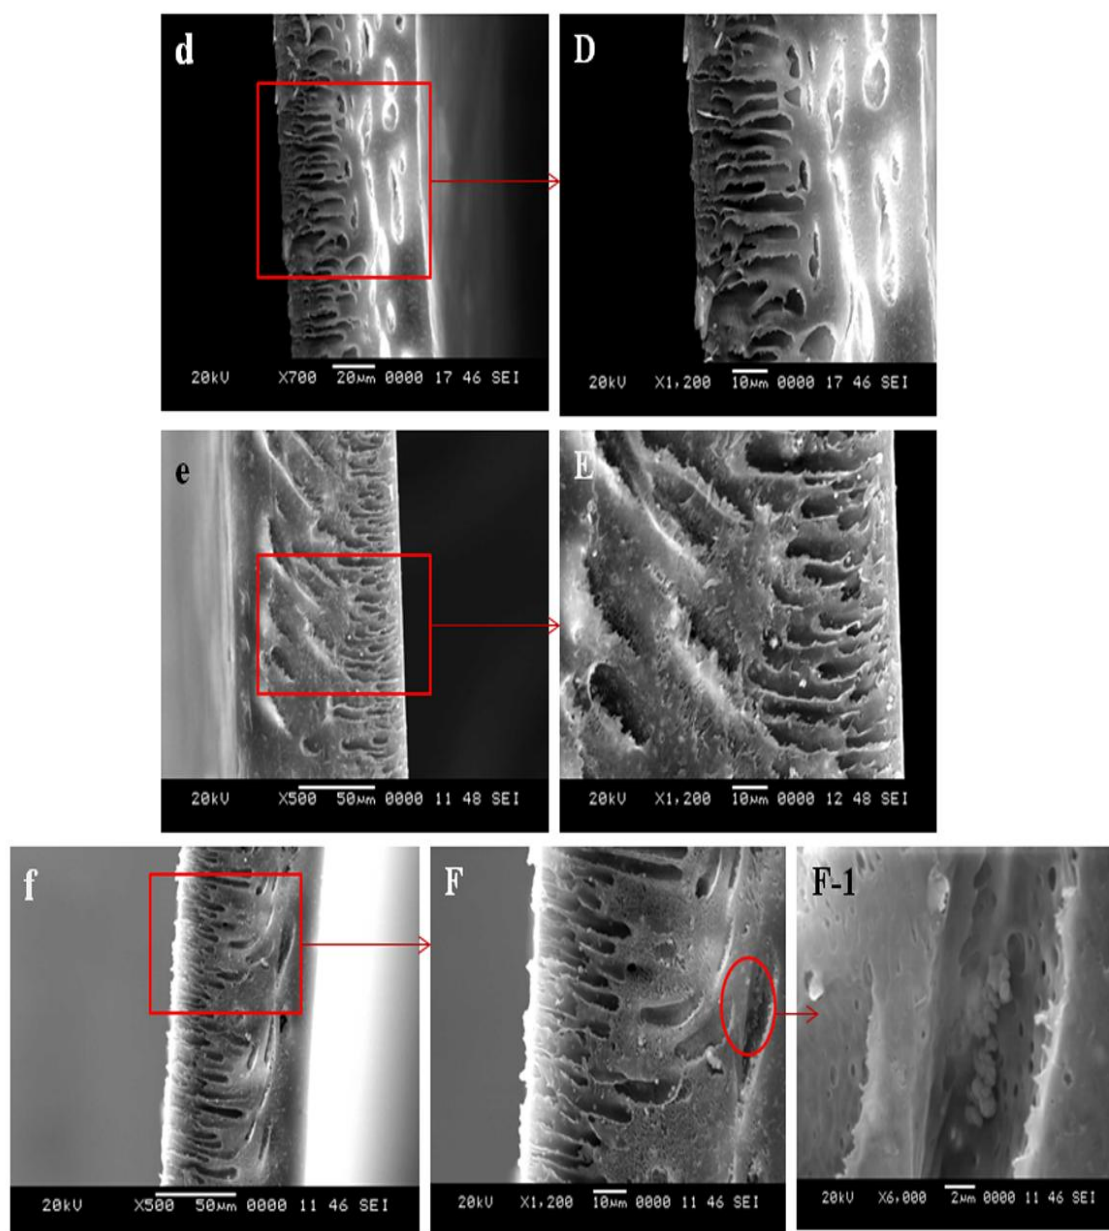 d
20kV X700 20µm 0000 17 46 SEI
D
20kV X1,200 10µm 0000 17 46 SEI
e
20kV X500 50µm 0000 11 48 SEI
E
20kV X1,200 10µm 0000 12 48 SEI
f
20kV X500 50µm 0000 11 46 SEI
F
20kV X1,200 10µm 0000 11 46 SEI
F-1
20kV X6,000 2µm 0000 11 46 SEI